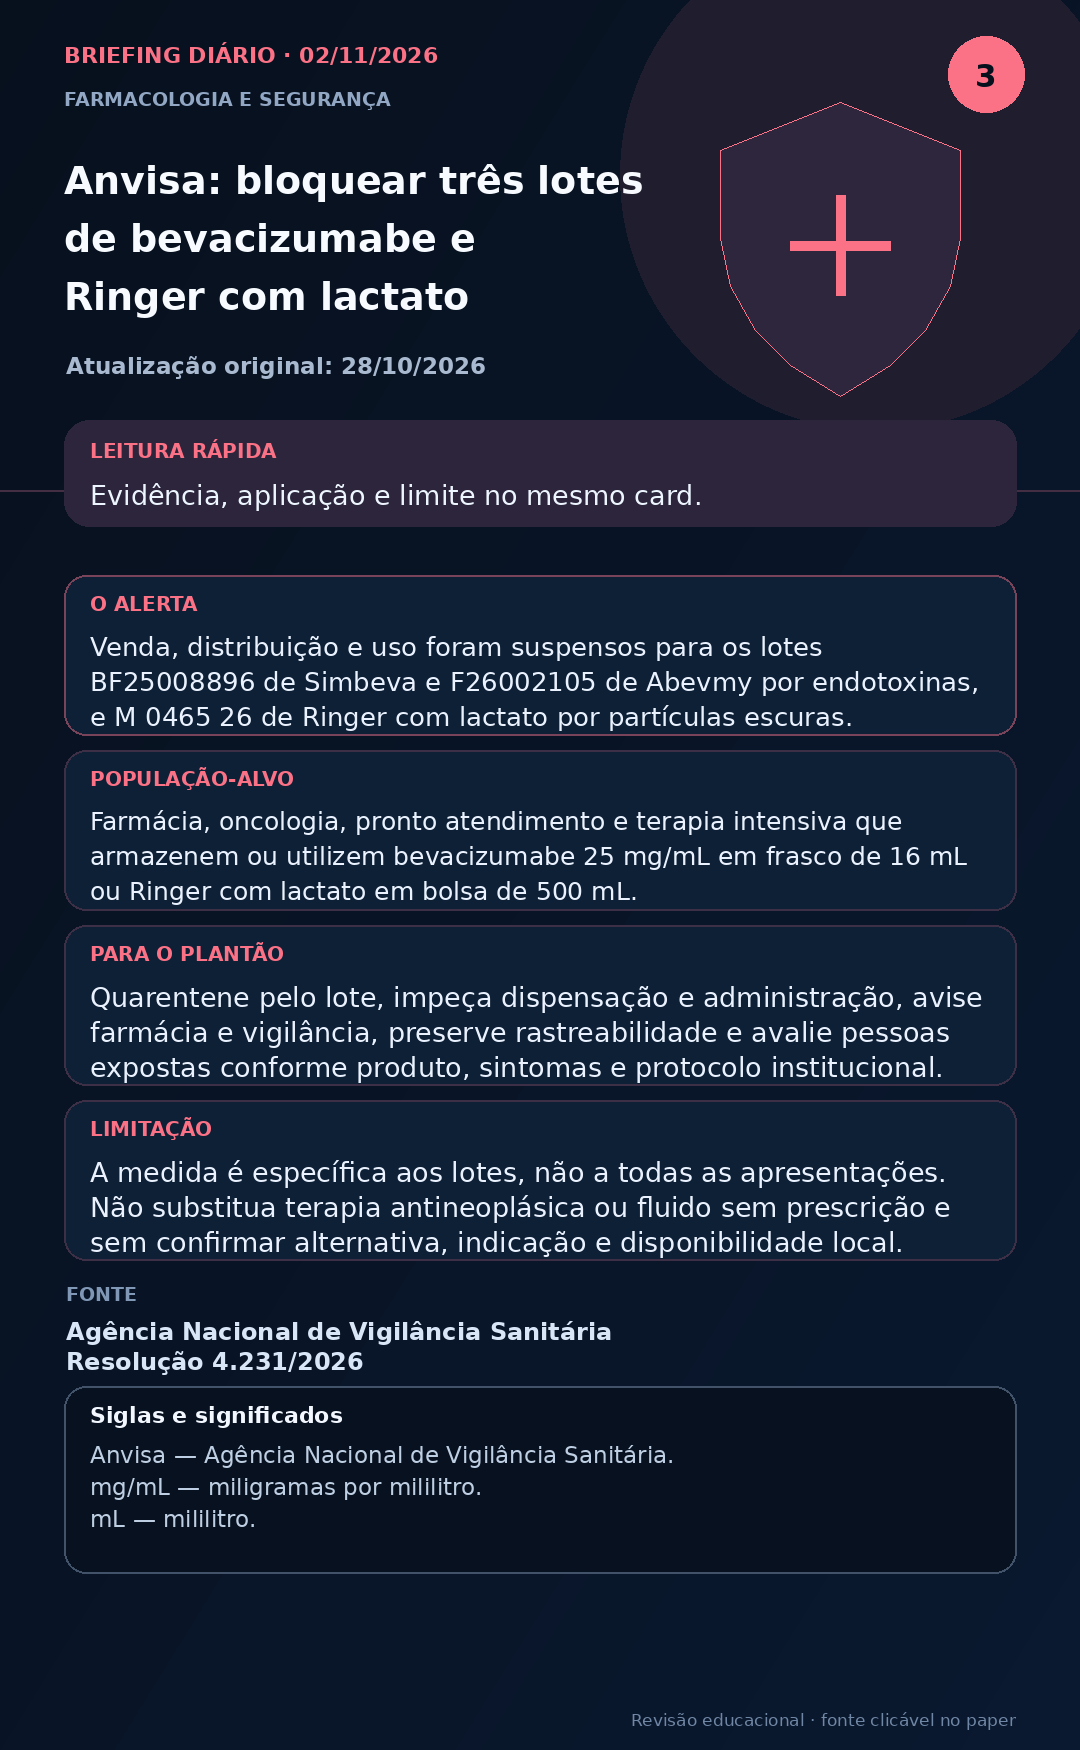 BRIEFING DIÁRIO · 02/11/2026
3
FARMACOLOGIA E SEGURANÇA
Anvisa: bloquear três lotes
de bevacizumabe e
Ringer com lactato
Atualização original: 28/10/2026
LEITURA RÁPIDA
Evidência, aplicação e limite no mesmo card.
O ALERTA
Venda, distribuição e uso foram suspensos para os lotes
BF25008896 de Simbeva e F26002105 de Abevmy por endotoxinas,
e M 0465 26 de Ringer com lactato por partículas escuras.
POPULAÇÃO-ALVO
Farmácia, oncologia, pronto atendimento e terapia intensiva que
armazenem ou utilizem bevacizumabe 25 mg/mL em frasco de 16 mL
ou Ringer com lactato em bolsa de 500 mL.
PARA O PLANTÃO
Quarentene pelo lote, impeça dispensação e administração, avise
farmácia e vigilância, preserve rastreabilidade e avalie pessoas
expostas conforme produto, sintomas e protocolo institucional.
LIMITAÇÃO
A medida é específica aos lotes, não a todas as apresentações.
Não substitua terapia antineoplásica ou fluido sem prescrição e
sem confirmar alternativa, indicação e disponibilidade local.
FONTE
Agência Nacional de Vigilância Sanitária
Resolução 4.231/2026
Siglas e significados
Anvisa — Agência Nacional de Vigilância Sanitária.
mg/mL — miligramas por mililitro.
mL — mililitro.
Revisão educacional · fonte clicável no paper